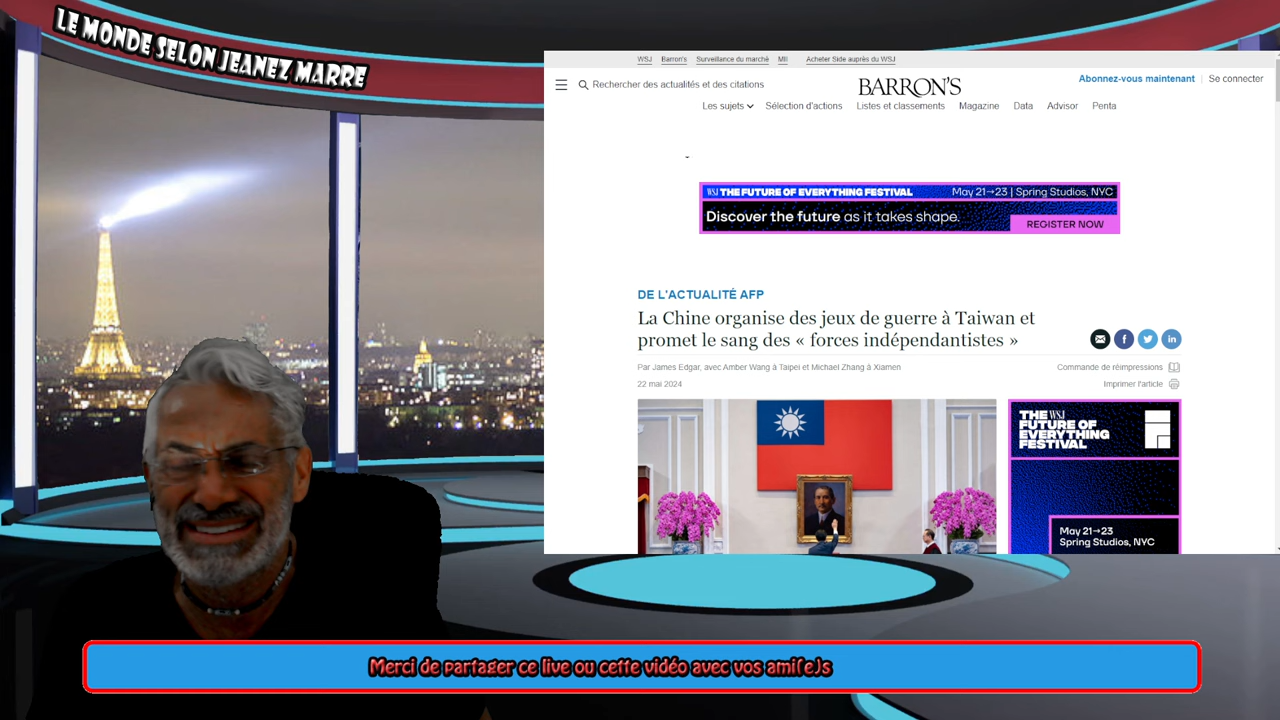 LE MONDE SELON JEANEZ MARRE
WSJ Barron's Surveillance du marché MII Acheter Side auprès du WSJ
Rechercher des actualités et des citations
BARRON'S
Abonnez-vous maintenant | Se connecter
Les sujets Sélection d'actions Listes et classements Magazine Data Advisor Penta
WSJ THE FUTURE OF EVERYTHING FESTIVAL May 21→23 | Spring Studios, NYC
Discover the future as it takes shape.
REGISTER NOW
DE L'ACTUALITÉ AFP
La Chine organise des jeux de guerre à Taiwan et
promet le sang des « forces indépendantistes »
Par James Edgar, avec Amber Wang à Taipei et Michael Zhang à Xiamen
22 mai 2024
Commande de réimpressions
Imprimer l'article
THE WSJ
FUTURE OF
EVERYTHING
FESTIVAL
May 21→23
Spring Studios, NYC
Merci de partager ce live ou cette vidéo avec vos ami(e)s